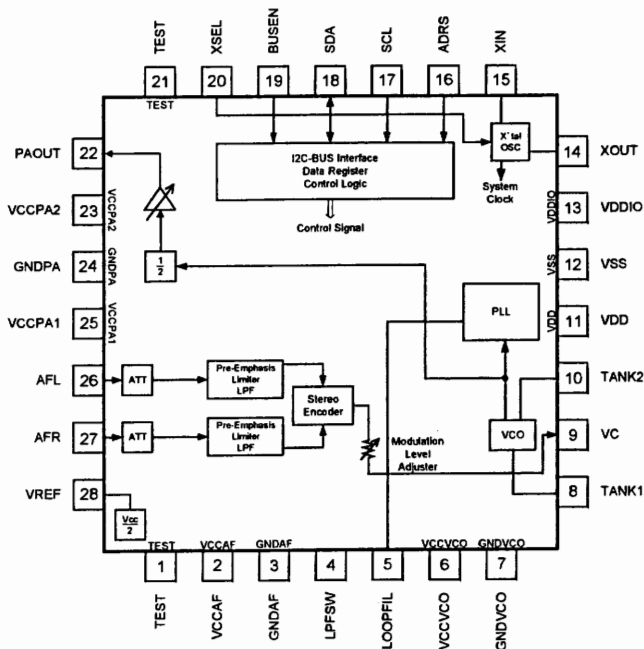 TEST
XSEL
BUSEN
SDA
SCL
ADRS
XIN
21
20
19
18
17
16
15
TEST
PAOUT
22
VCCPA2
23
VCCPA2
GNDPA
24
GNDPA
VCCPA1
25
VCCPA1
AFL
26
AFR
27
VREF
28
I2C-BUS Interface
Data Register
Control Logic
Control Signal
X'tal
OSC
System
Clock
14
XOUT
VDDIO
13
VDDIO
VSS
12
VSS
VDD
11
VDD
10
TANK2
9
VC
8
TANK1
1
2
PLL
VCO
ATT
Pre-Emphasis
Limiter
LPF
ATT
Pre-Emphasis
Limiter
LPF
Stereo
Encoder
Modulation
Level
Adjuster
Vcc
2
TEST
VCCAF
GNDAF
VCCVCO
GNDVCO
1
2
3
4
5
6
7
TEST
VCCAF
GNDAF
LPFSW
LOOPFIL
VCCVCO
GNDVCO